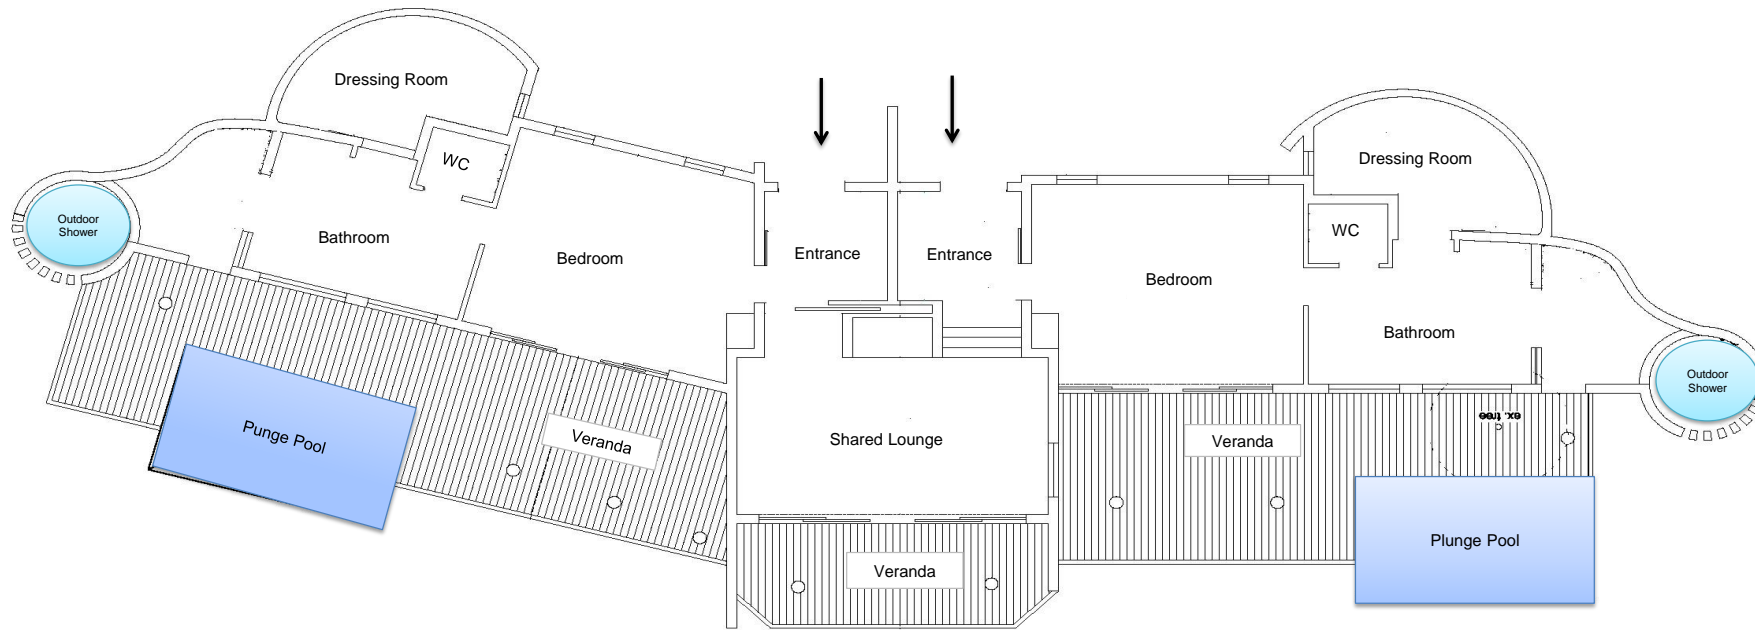 Dressing Room
WC
Outdoor
Shower
Bathroom
Bedroom
Entrance
Entrance
Bedroom
Dressing Room
WC
Bathroom
Outdoor
Shower
Punge Pool
Veranda
Shared Lounge
Veranda
ex. tree
Plunge Pool
Veranda